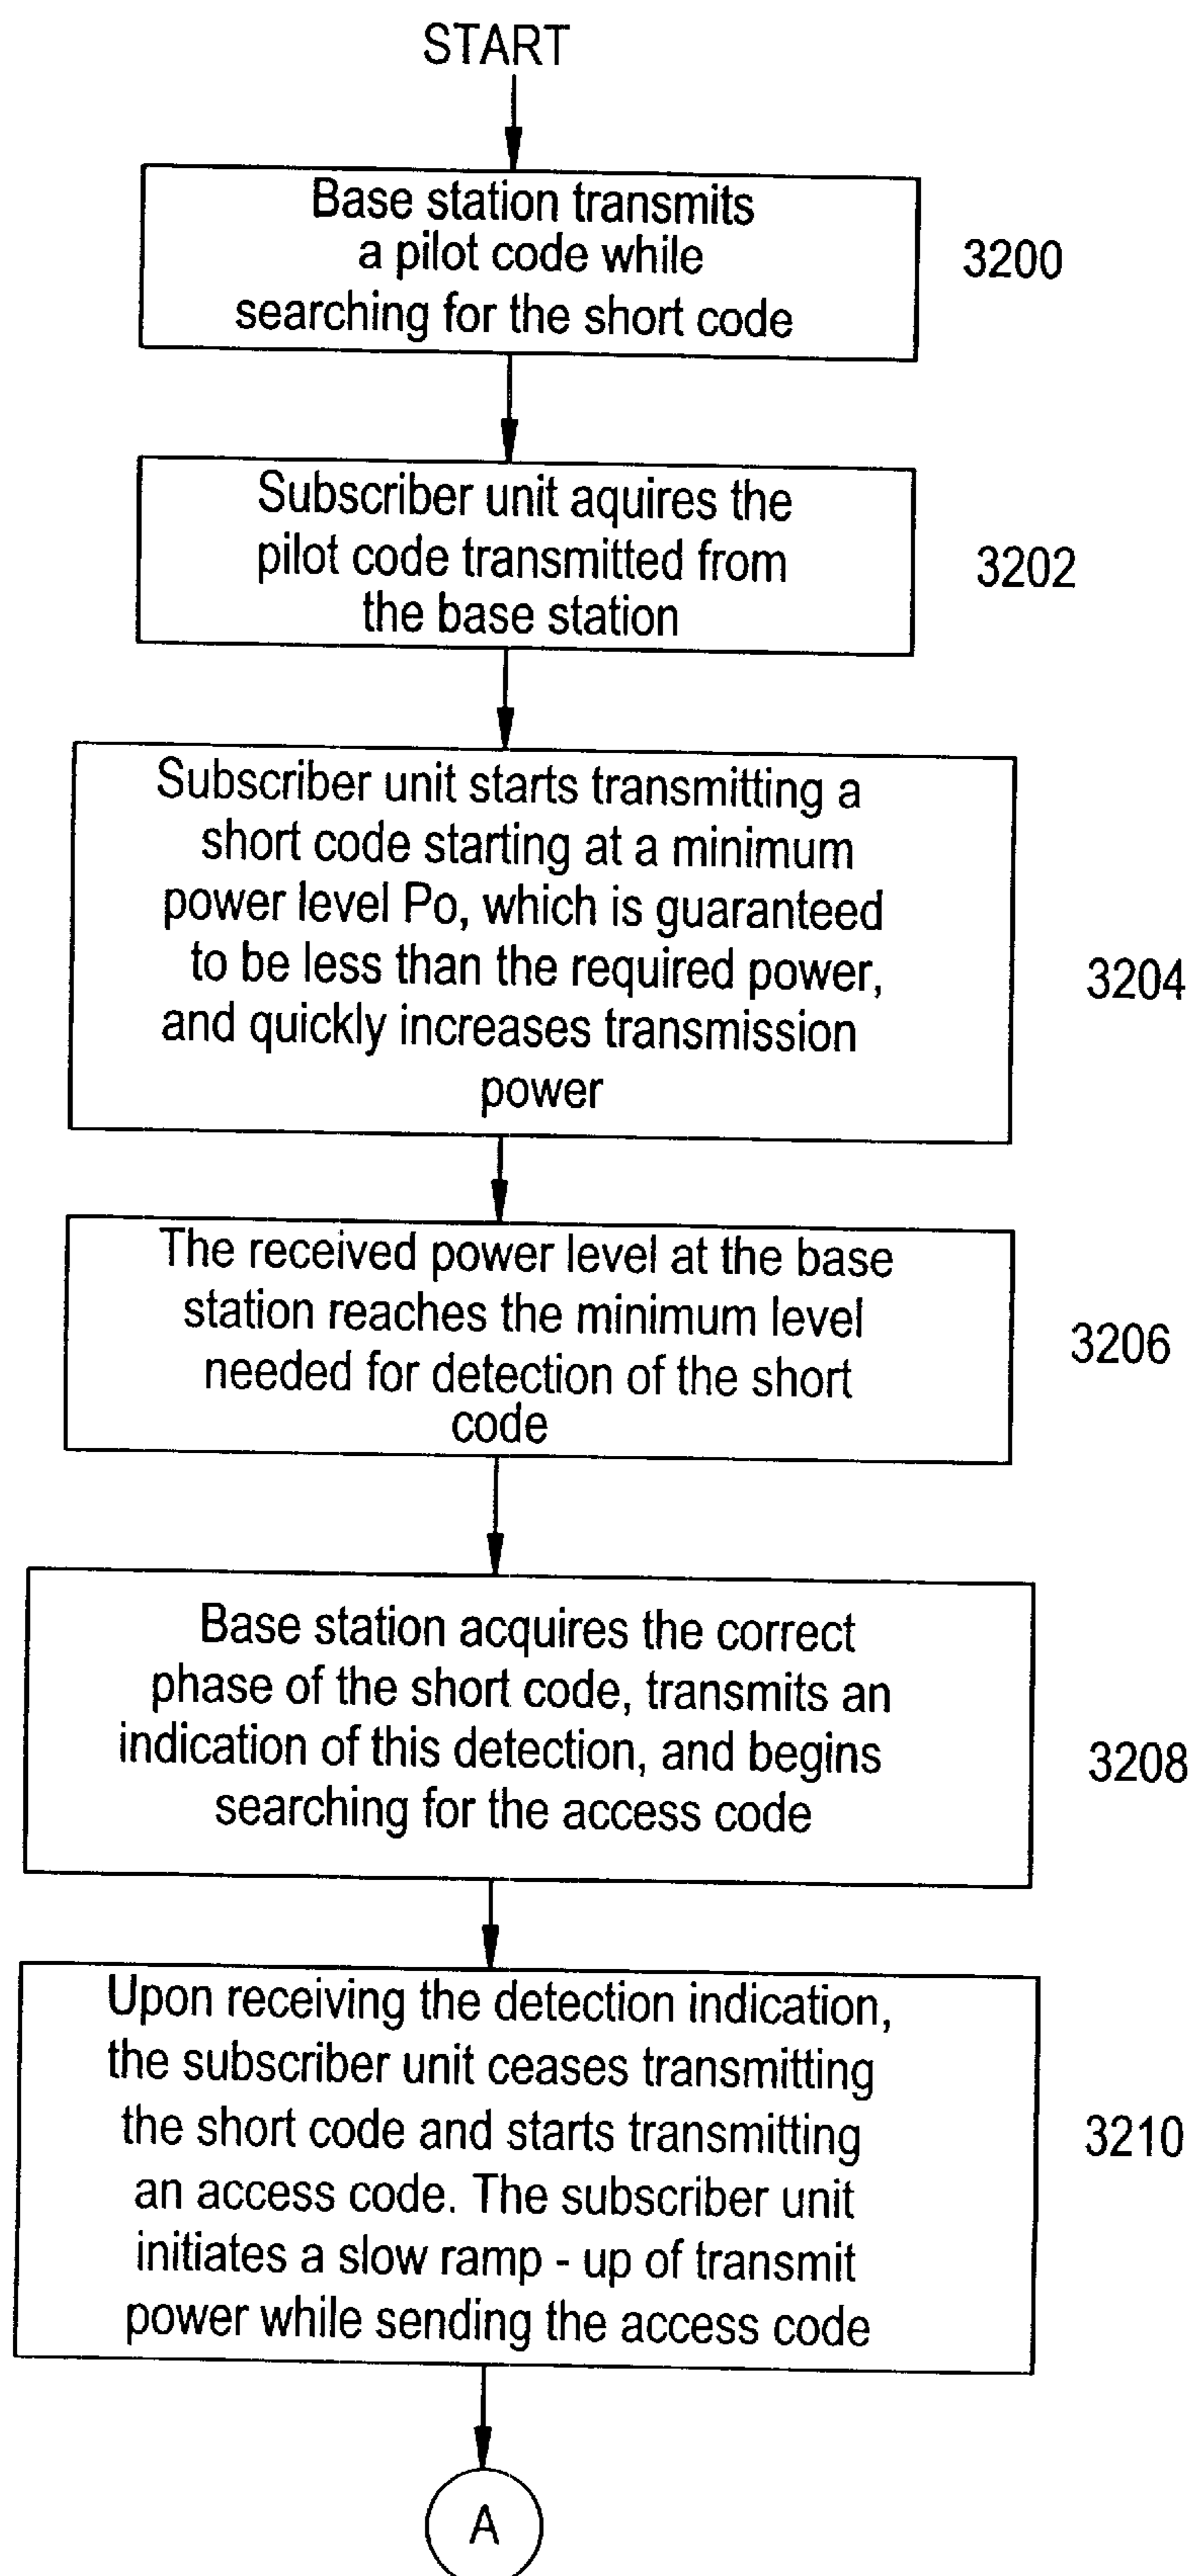 START
Base station transmits
a pilot code while
searching for the short code
3200
Subscriber unit aquires the
pilot code transmitted from
the base station
3202
Subscriber unit starts transmitting a
short code starting at a minimum
power level Po, which is guaranteed
to be less than the required power,
and quickly increases transmission
power
3204
The received power level at the base
station reaches the minimum level
needed for detection of the short
code
3206
Base station acquires the correct
phase of the short code, transmits an
indication of this detection, and begins
searching for the access code
3208
Upon receiving the detection indication,
the subscriber unit ceases transmitting
the short code and starts transmitting
an access code. The subscriber unit
initiates a slow ramp - up of transmit
power while sending the access code
3210
A